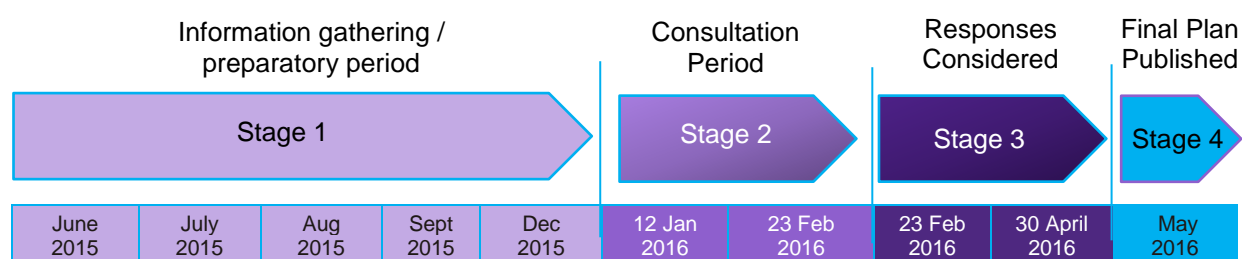 Information gathering /
preparatory period
Consultation
Period
Responses
Considered
Final Plan
Published
Stage 1
Stage 2
Stage 3
Stage 4
June
2015
July
2015
Aug
2015
Sept
2015
Dec
2015
12 Jan
2016
23 Feb
2016
23 Feb
2016
30 April
2016
May
2016